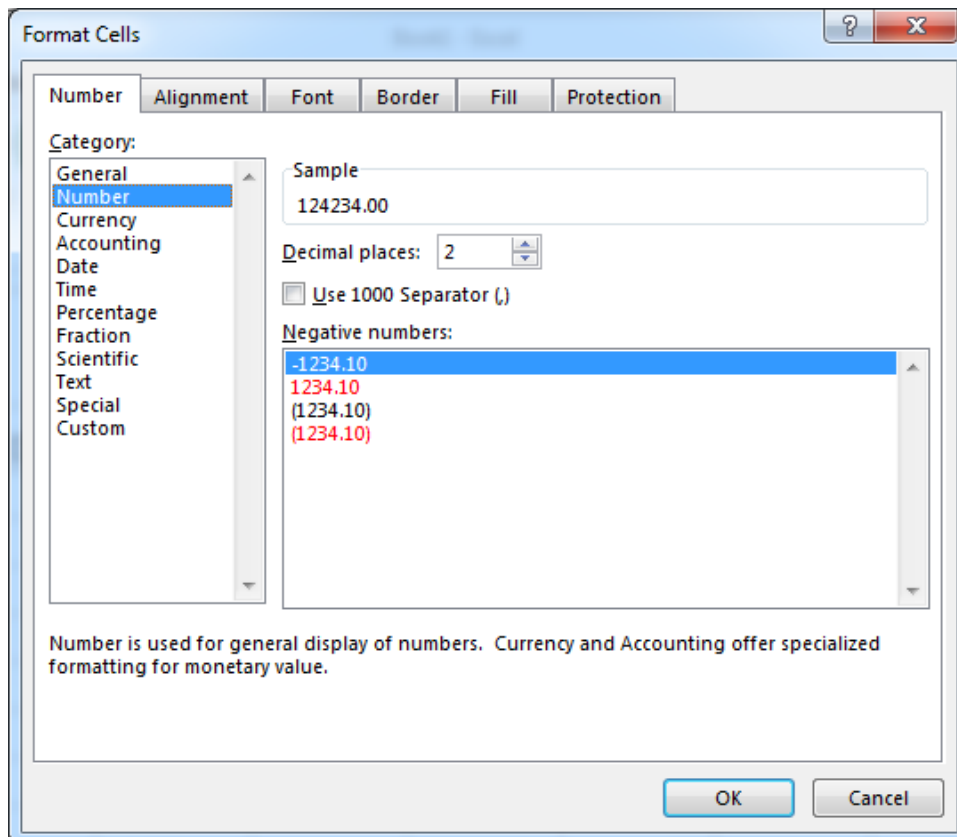 Format Cells
Number Alignment Font Border Fill Protection
Category:
General
Number
Currency
Accounting
Date
Time
Percentage
Fraction
Scientific
Text
Special
Custom
Sample
124234.00
Decimal places: 2
Use 1000 Separator (,)
Negative numbers:
-1234.10
1234.10
(1234.10)
(1234.10)
Number is used for general display of numbers.  Currency and Accounting offer specialized
formatting for monetary value.
OK Cancel